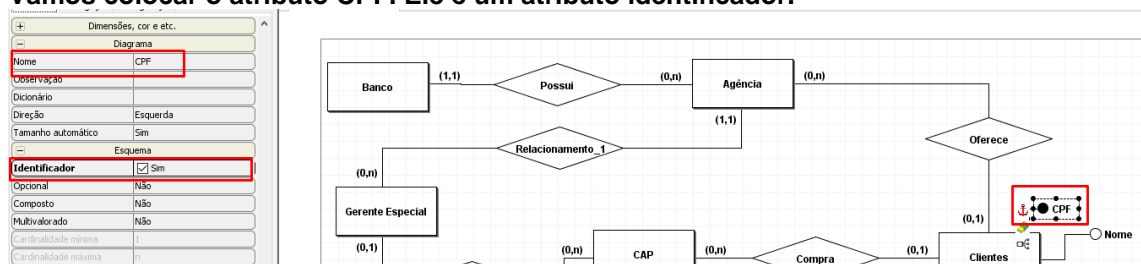 Vamos colocar o atributo CPF. Ele é um atributo identificador.
Dimensões, cor e etc.
Diagrama
Nome CPF
Observação
Dicionário
Direção Esquerda
Tamanho automático Sim
Esquema
Identificador Sim
Opcional Não
Composto Não
Multivalorado Não
Cardinalidade mínima 1
Cardinalidade máxima n
Banco (1,1) Possui (0,n) Agência (0,n)
(1,1)
Relacionamento_1 Oferece
(0,n)
Gerente Especial CPF
(0,1) (0,n) CAP (0,n) Compra (0,1) (0,1) Clientes Nome